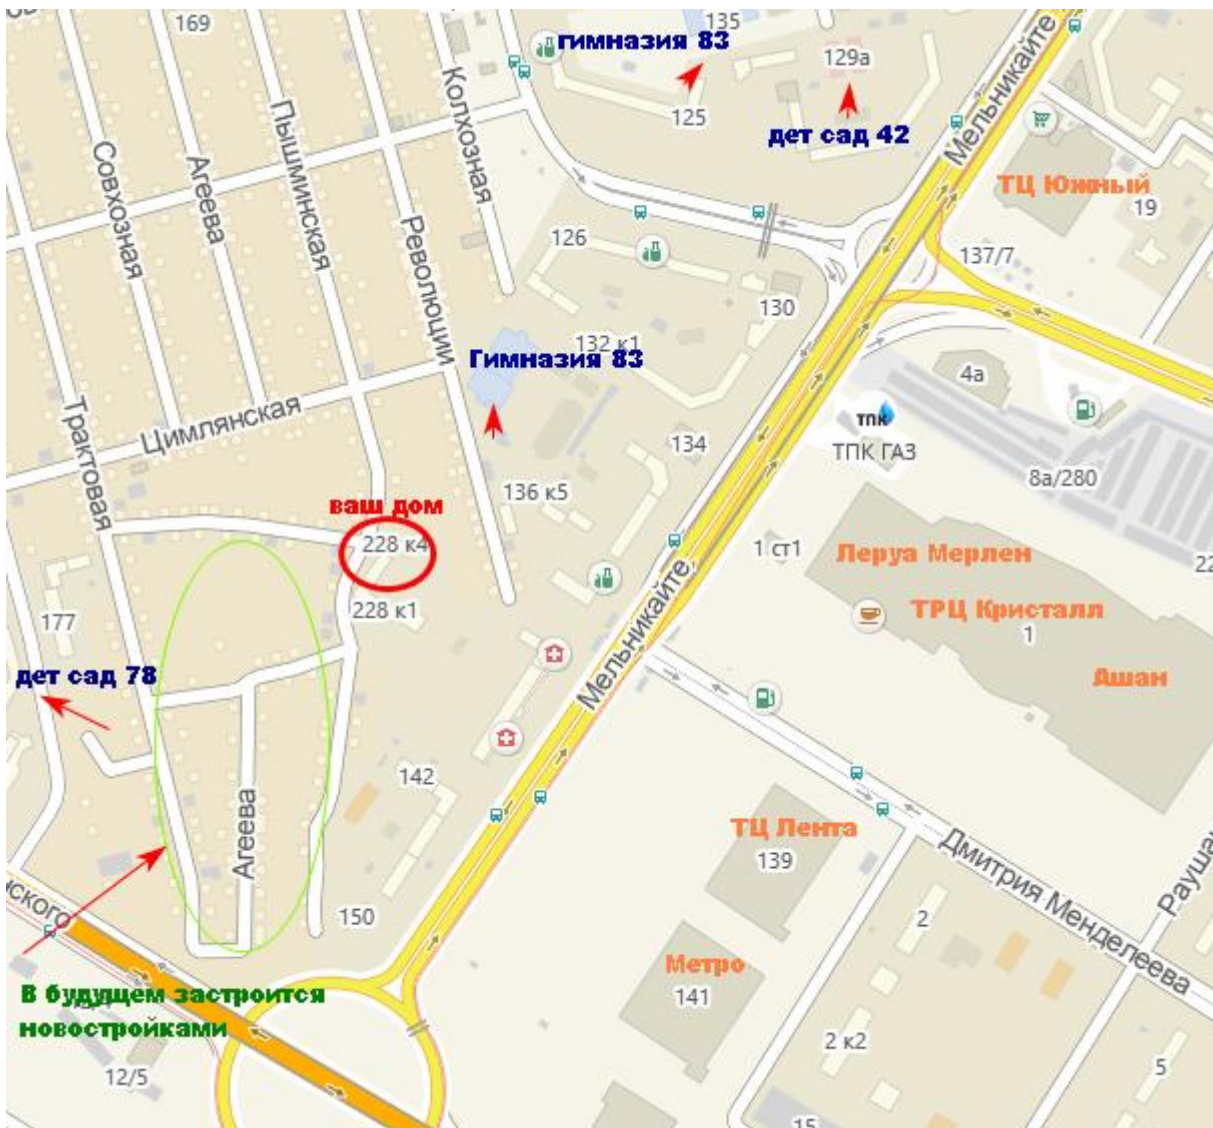 169
135
гимназия 83
129а
125
дет сад 42
Мельникайте
Колхозная
Пышминская
Агеева
Совхозная
Революции
ТЦ Южный
19
126
137/7
130
132 к1
Гимназия 83
4а
Трактовая
Цимлянская
134
ТПК
ТПК ГАЗ
8а/280
136 к5
ваш дом
228 к4
1 ст1
Леруа Мерлен
22
ТРЦ Кристалл
1
228 к1
177
Мельникайте
дет сад 78
Ашан
142
Агеева
ТЦ Лента
139
Дмитрия Менделеева
Рауша
ского
150
2
Метро
141
В будущем застроится
новостройками
2 к2
12/5
5
15